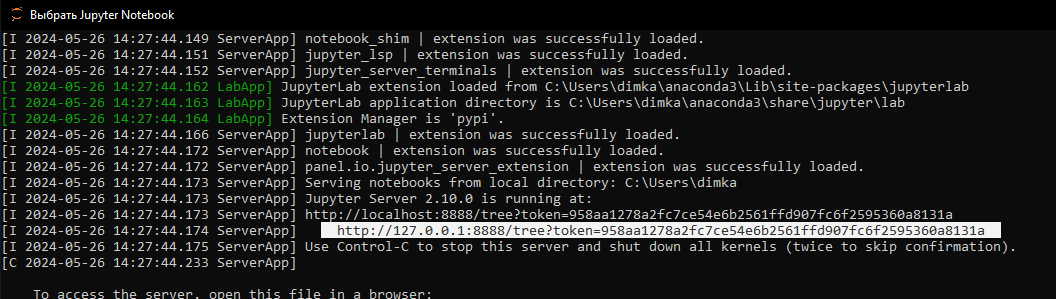 Выбрать Jupyter Notebook
[I 2024-05-26 14:27:44.149 ServerApp] notebook_shim | extension was successfully loaded.
[I 2024-05-26 14:27:44.151 ServerApp] jupyter_lsp | extension was successfully loaded.
[I 2024-05-26 14:27:44.152 ServerApp] jupyter_server_terminals | extension was successfully loaded.
[I 2024-05-26 14:27:44.162 LabApp] JupyterLab extension loaded from C:\Users\dimka\anaconda3\Lib\site-packages\jupyterlab
[I 2024-05-26 14:27:44.163 LabApp] JupyterLab application directory is C:\Users\dimka\anaconda3\share\jupyter\lab
[I 2024-05-26 14:27:44.164 LabApp] Extension Manager is 'pypi'.
[I 2024-05-26 14:27:44.166 ServerApp] jupyterlab | extension was successfully loaded.
[I 2024-05-26 14:27:44.172 ServerApp] notebook | extension was successfully loaded.
[I 2024-05-26 14:27:44.172 ServerApp] panel.io.jupyter_server_extension | extension was successfully loaded.
[I 2024-05-26 14:27:44.173 ServerApp] Serving notebooks from local directory: C:\Users\dimka
[I 2024-05-26 14:27:44.173 ServerApp] Jupyter Server 2.10.0 is running at:
[I 2024-05-26 14:27:44.173 ServerApp] http://localhost:8888/tree?token=958aa1278a2fc7ce54e6b2561ffd907fc6f2595360a8131a
[I 2024-05-26 14:27:44.174 ServerApp] http://127.0.0.1:8888/tree?token=958aa1278a2fc7ce54e6b2561ffd907fc6f2595360a8131a
[I 2024-05-26 14:27:44.175 ServerApp] Use Control-C to stop this server and shut down all kernels (twice to skip confirmation).
[C 2024-05-26 14:27:44.233 ServerApp]
To access the server, open this file in a browser: